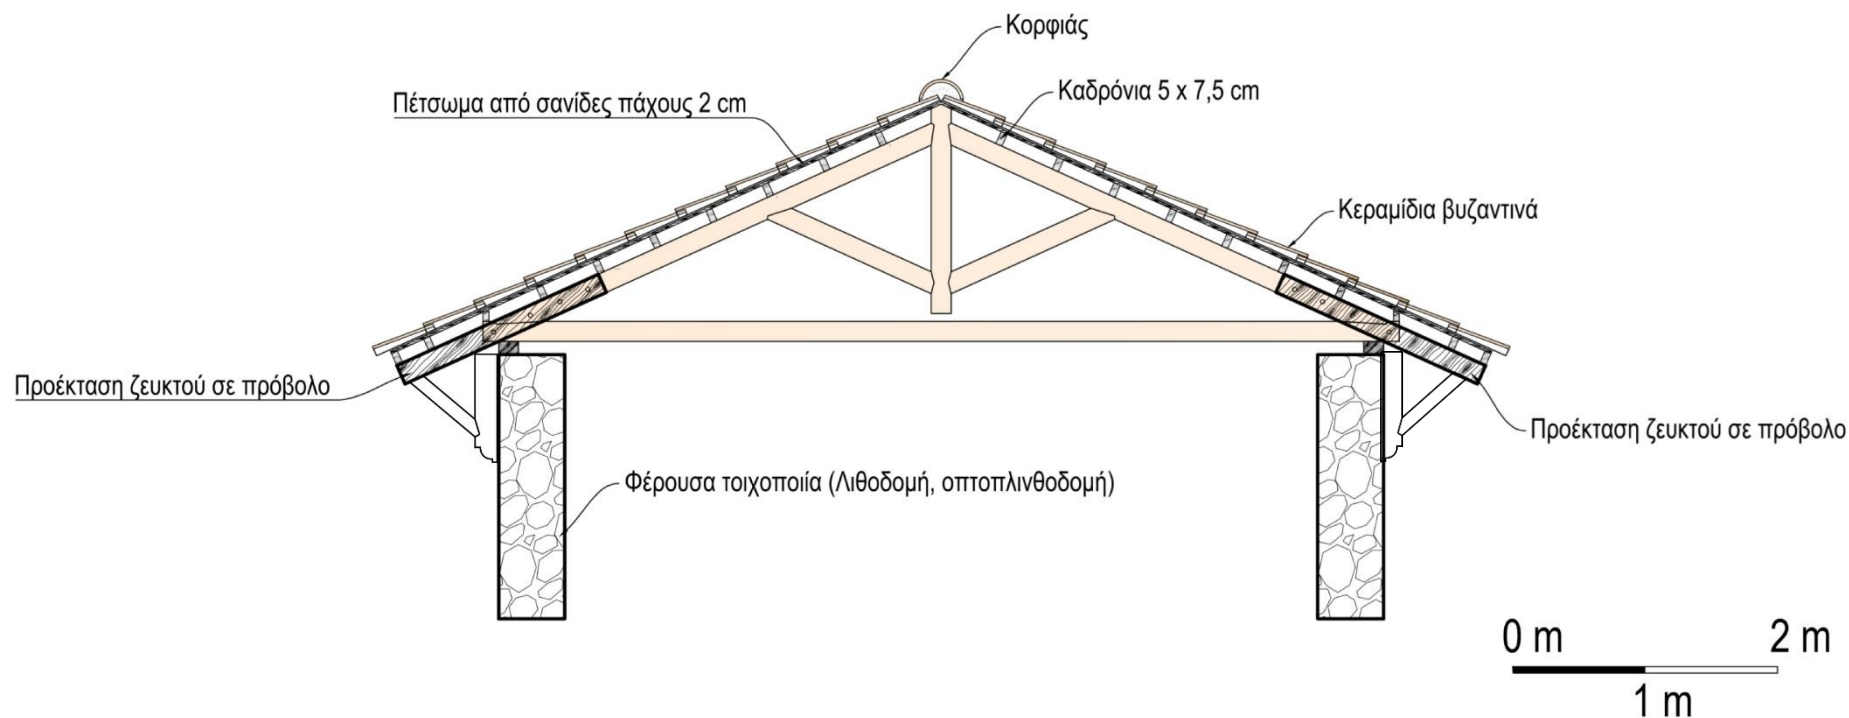 Κορφιάς
Πέτσωμα από σανίδες πάχους 2 cm
Καδρόνια 5 x 7,5 cm
Κεραμίδια βυζαντινά
Προέκταση ζευκτού σε πρόβολο
Προέκταση ζευκτού σε πρόβολο
Φέρουσα τοιχοποιία (Λιθοδομή, οπτοπλινθοδομή)
0 m 2 m
1 m